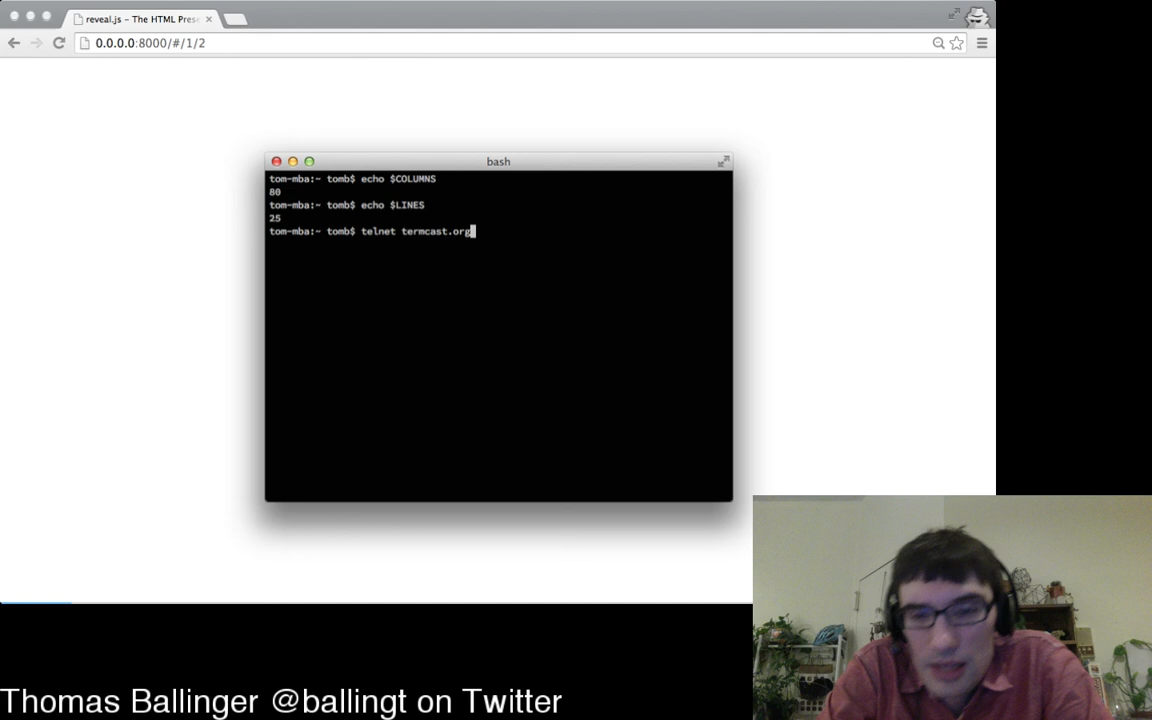 reveal.js – The HTML Pres
0.0.0.0:8000/#/1/2
bash
tom-mba:~ tomb$ echo $COLUMNS
80
tom-mba:~ tomb$ echo $LINES
25
tom-mba:~ tomb$ telnet termcast.org
Thomas Ballinger @ballingt on Twitter